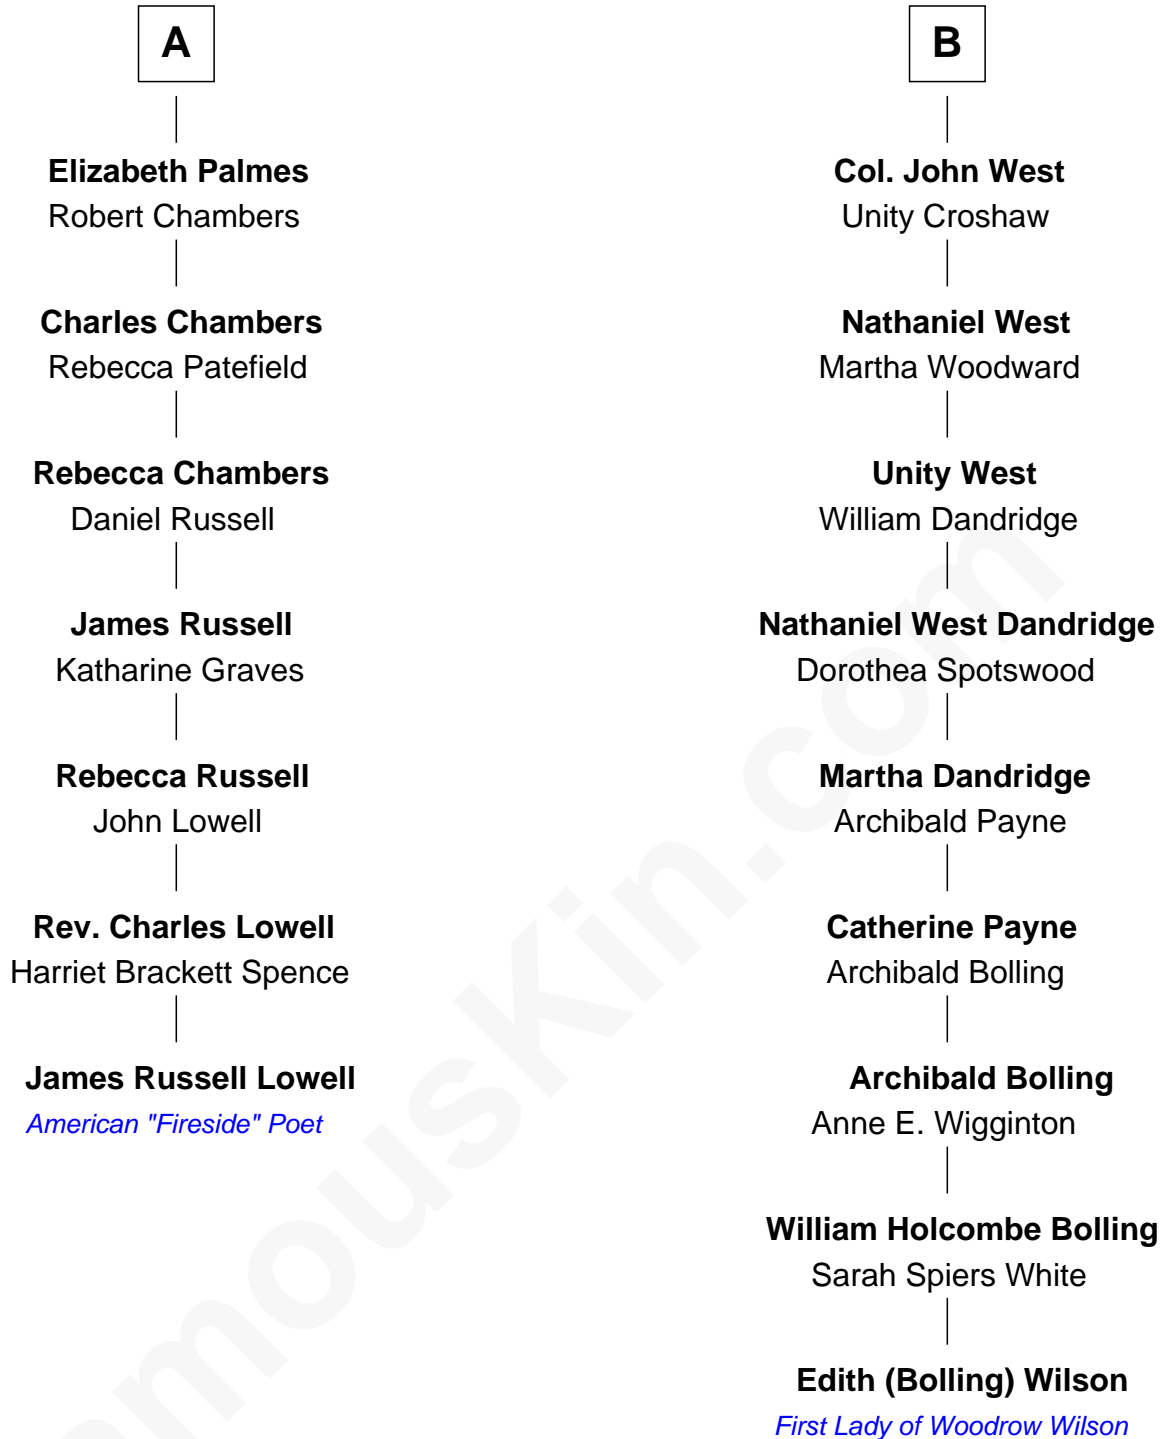 A
Elizabeth Palmes
Robert Chambers
Charles Chambers
Rebecca Patefield
Rebecca Chambers
Daniel Russell
James Russell
Katharine Graves
Rebecca Russell
John Lowell
Rev. Charles Lowell
Harriet Brackett Spence
James Russell Lowell
American "Fireside" Poet
B
Col. John West
Unity Croshaw
Nathaniel West
Martha Woodward
Unity West
William Dandridge
Nathaniel West Dandridge
Dorothea Spotswood
Martha Dandridge
Archibald Payne
Catherine Payne
Archibald Bolling
Archibald Bolling
Anne E. Wigginton
William Holcombe Bolling
Sarah Spiers White
Edith (Bolling) Wilson
First Lady of Woodrow Wilson
amouskin.com